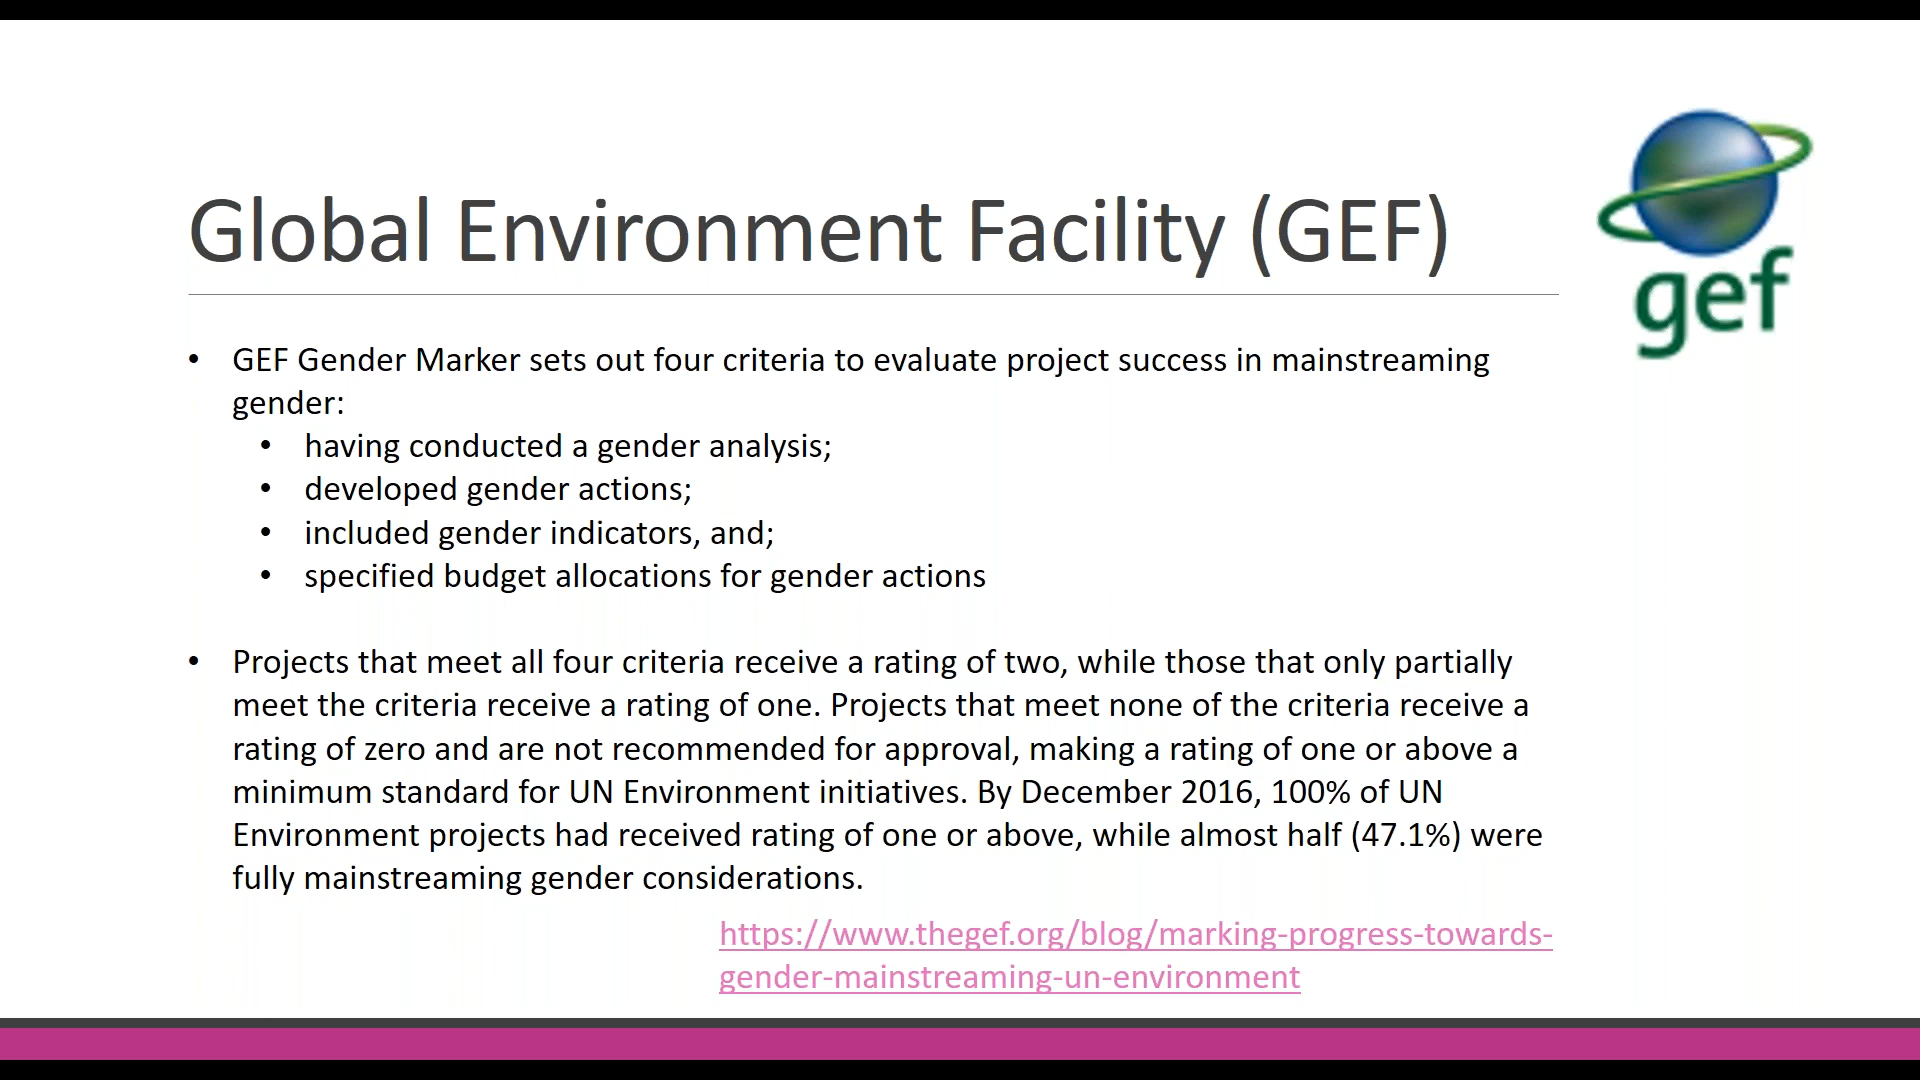 Global Environment Facility (GEF)
gef
• GEF Gender Marker sets out four criteria to evaluate project success in mainstreaming
gender:
• having conducted a gender analysis;
• developed gender actions;
• included gender indicators, and;
• specified budget allocations for gender actions
• Projects that meet all four criteria receive a rating of two, while those that only partially
meet the criteria receive a rating of one. Projects that meet none of the criteria receive a
rating of zero and are not recommended for approval, making a rating of one or above a
minimum standard for UN Environment initiatives. By December 2016, 100% of UN
Environment projects had received rating of one or above, while almost half (47.1%) were
fully mainstreaming gender considerations.
https://www.thegef.org/blog/marking-progress-towards-
gender-mainstreaming-un-environment